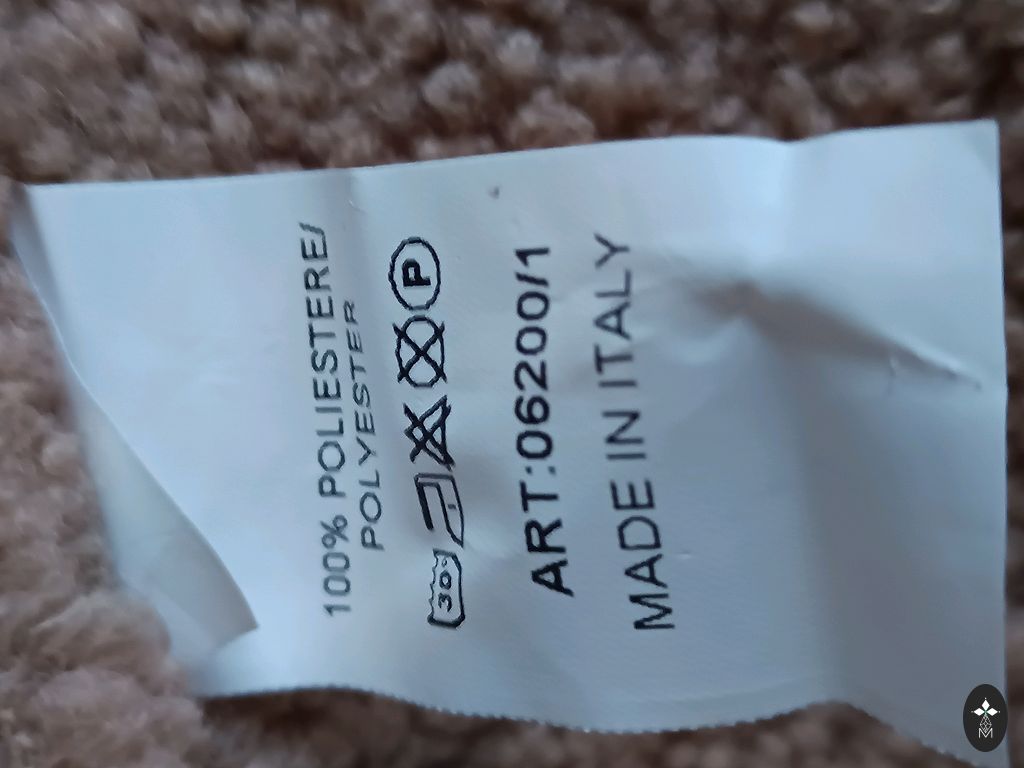 100% POLIESTERE/
POLYESTER
30° P
ART:06200/1
MADE IN ITALY
M